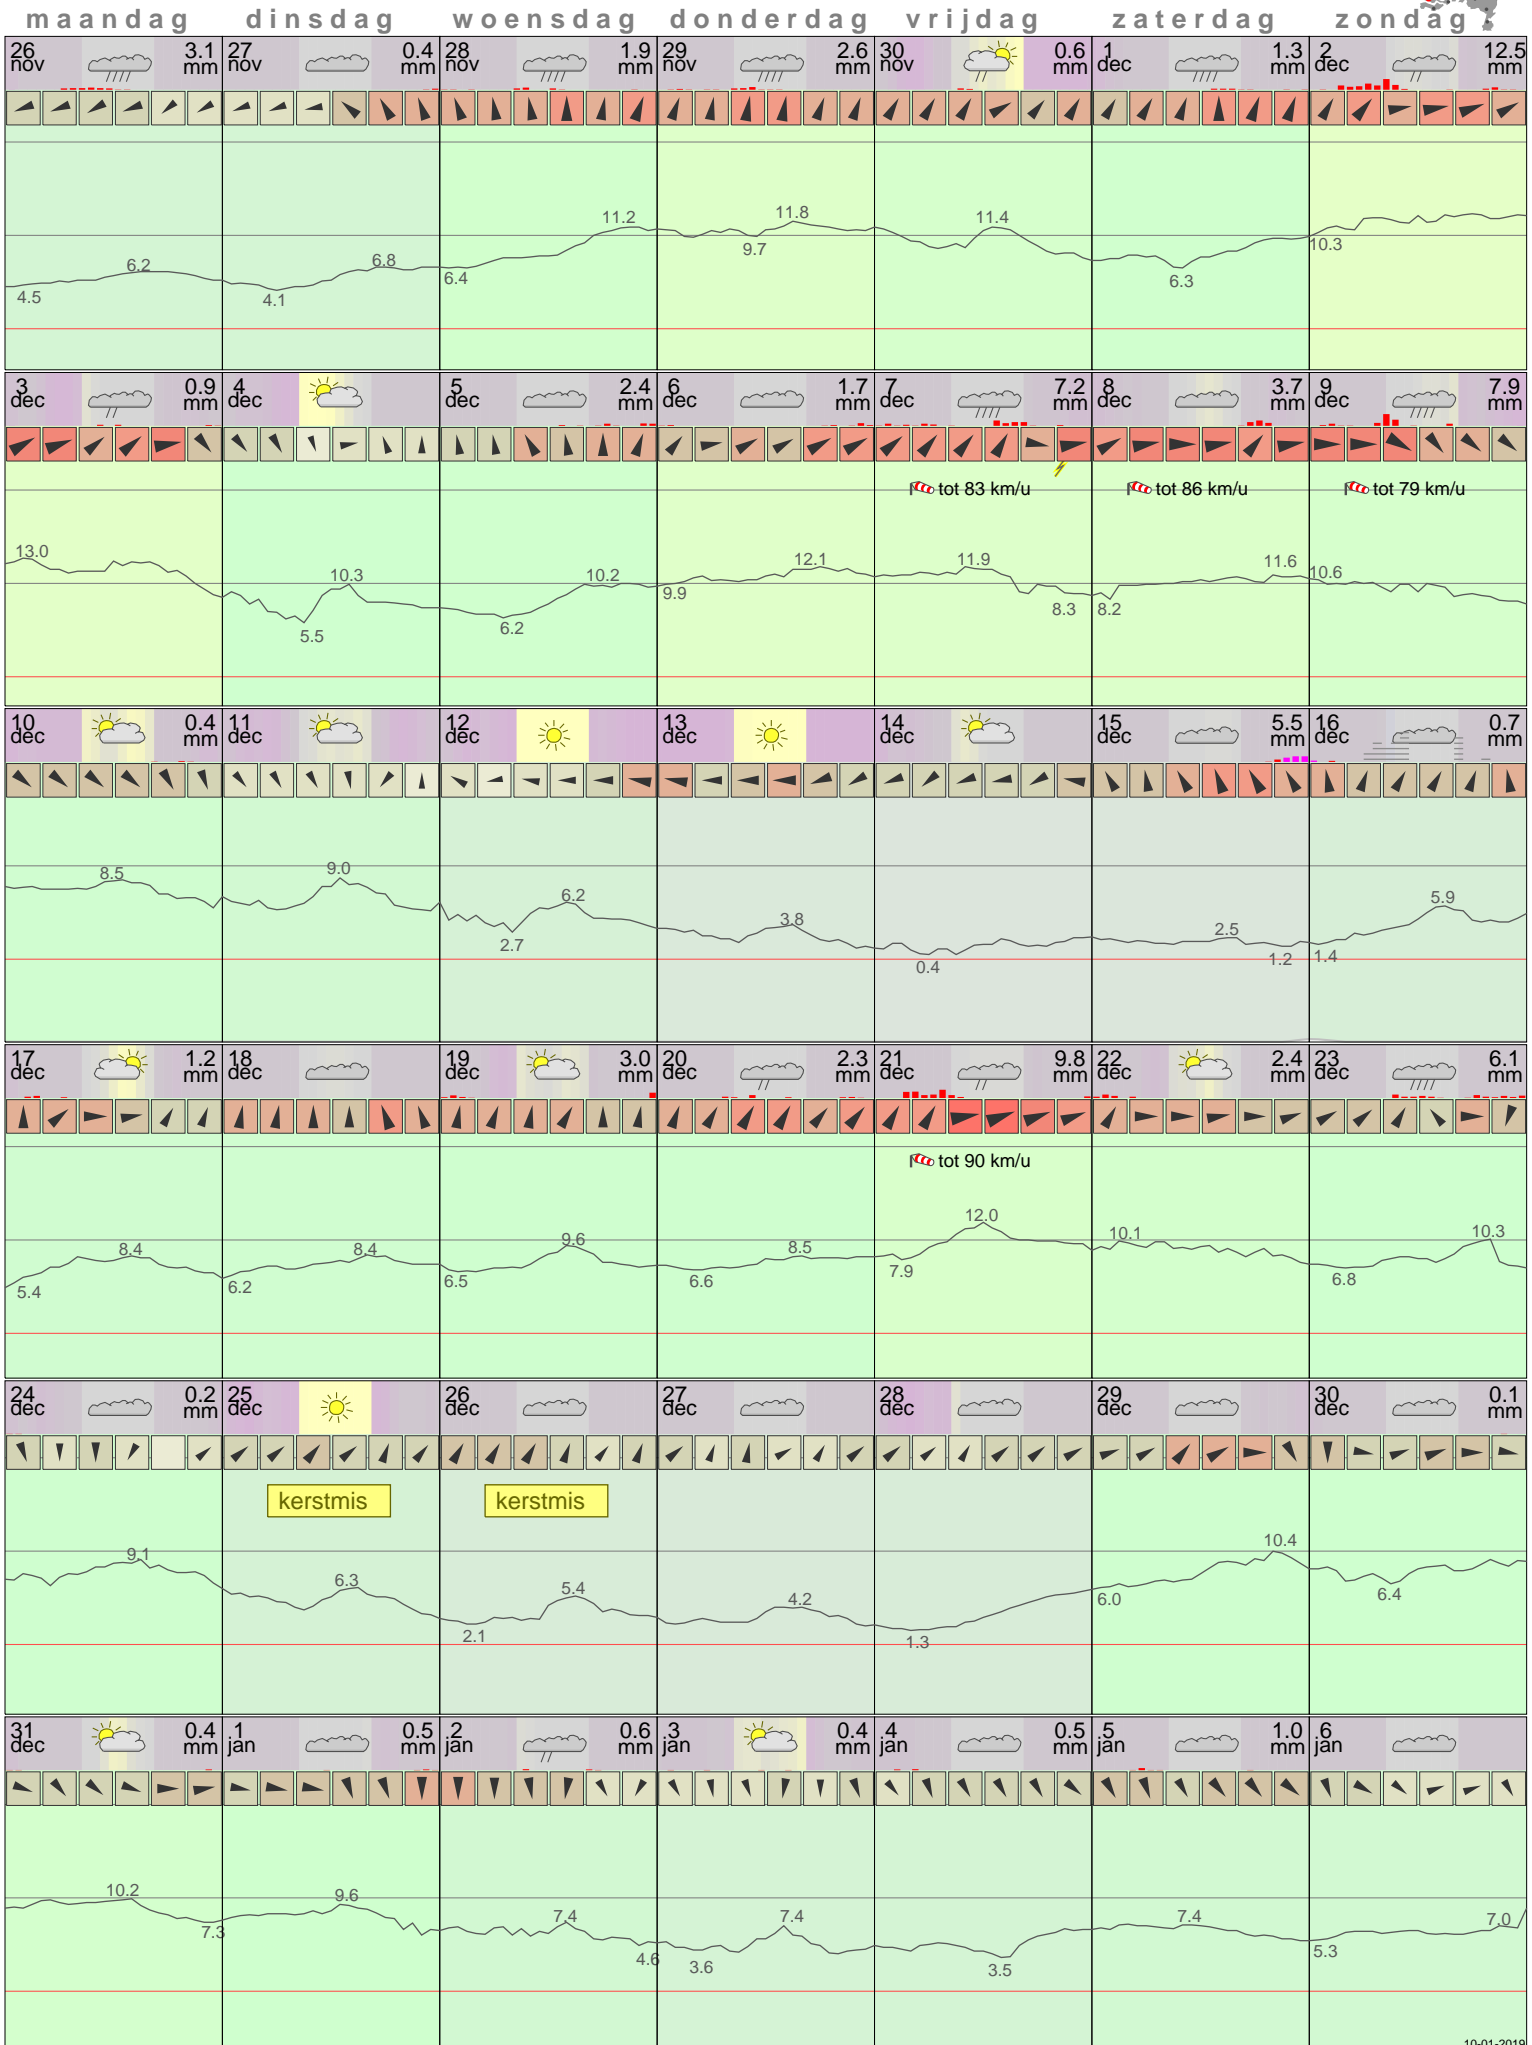 maandag dinsdag woensdag donderdag vrijdag zaterdag zondag
26 nov 3.1 mm 27 nov 0.4 mm 28 nov 1.9 mm 29 nov 2.6 mm 30 nov 0.6 mm 1 dec 1.3 mm 2 dec 12.5 mm
4.5 6.2 4.1 6.8 6.4 11.2 9.7 11.8 11.4 6.3 10.3
3 dec 0.9 mm 4 dec 5 dec 2.4 mm 6 dec 1.7 mm 7 dec 7.2 mm 8 dec 3.7 mm 9 dec 7.9 mm
tot 83 km/u tot 86 km/u tot 79 km/u
13.0 5.5 10.3 6.2 10.2 9.9 12.1 11.9 8.3 8.2 11.6 10.6
10 dec 0.4 mm 11 dec 12 dec 13 dec 14 dec 15 dec 5.5 mm 16 dec 0.7 mm
8.5 9.0 2.7 6.2 3.8 0.4 2.5 1.2 1.4 5.9
17 dec 1.2 mm 18 dec 19 dec 3.0 mm 20 dec 2.3 mm 21 dec 9.8 mm 22 dec 2.4 mm 23 dec 6.1 mm
tot 90 km/u
5.4 8.4 6.2 8.4 6.5 9.6 6.6 8.5 7.9 12.0 10.1 6.8 10.3
24 dec 0.2 mm 25 dec 26 dec 27 dec 28 dec 29 dec 30 dec 0.1 mm
kerstmis kerstmis
9.1 6.3 2.1 5.4 4.2 1.3 6.0 10.4 6.4
31 dec 0.4 mm 1 jan 0.5 mm 2 jan 0.6 mm 3 jan 0.4 mm 4 jan 0.5 mm 5 jan 1.0 mm 6 jan
10.2 7.3 9.6 7.4 4.6 3.6 7.4 3.5 7.4 5.3 7.0
10-01-2019